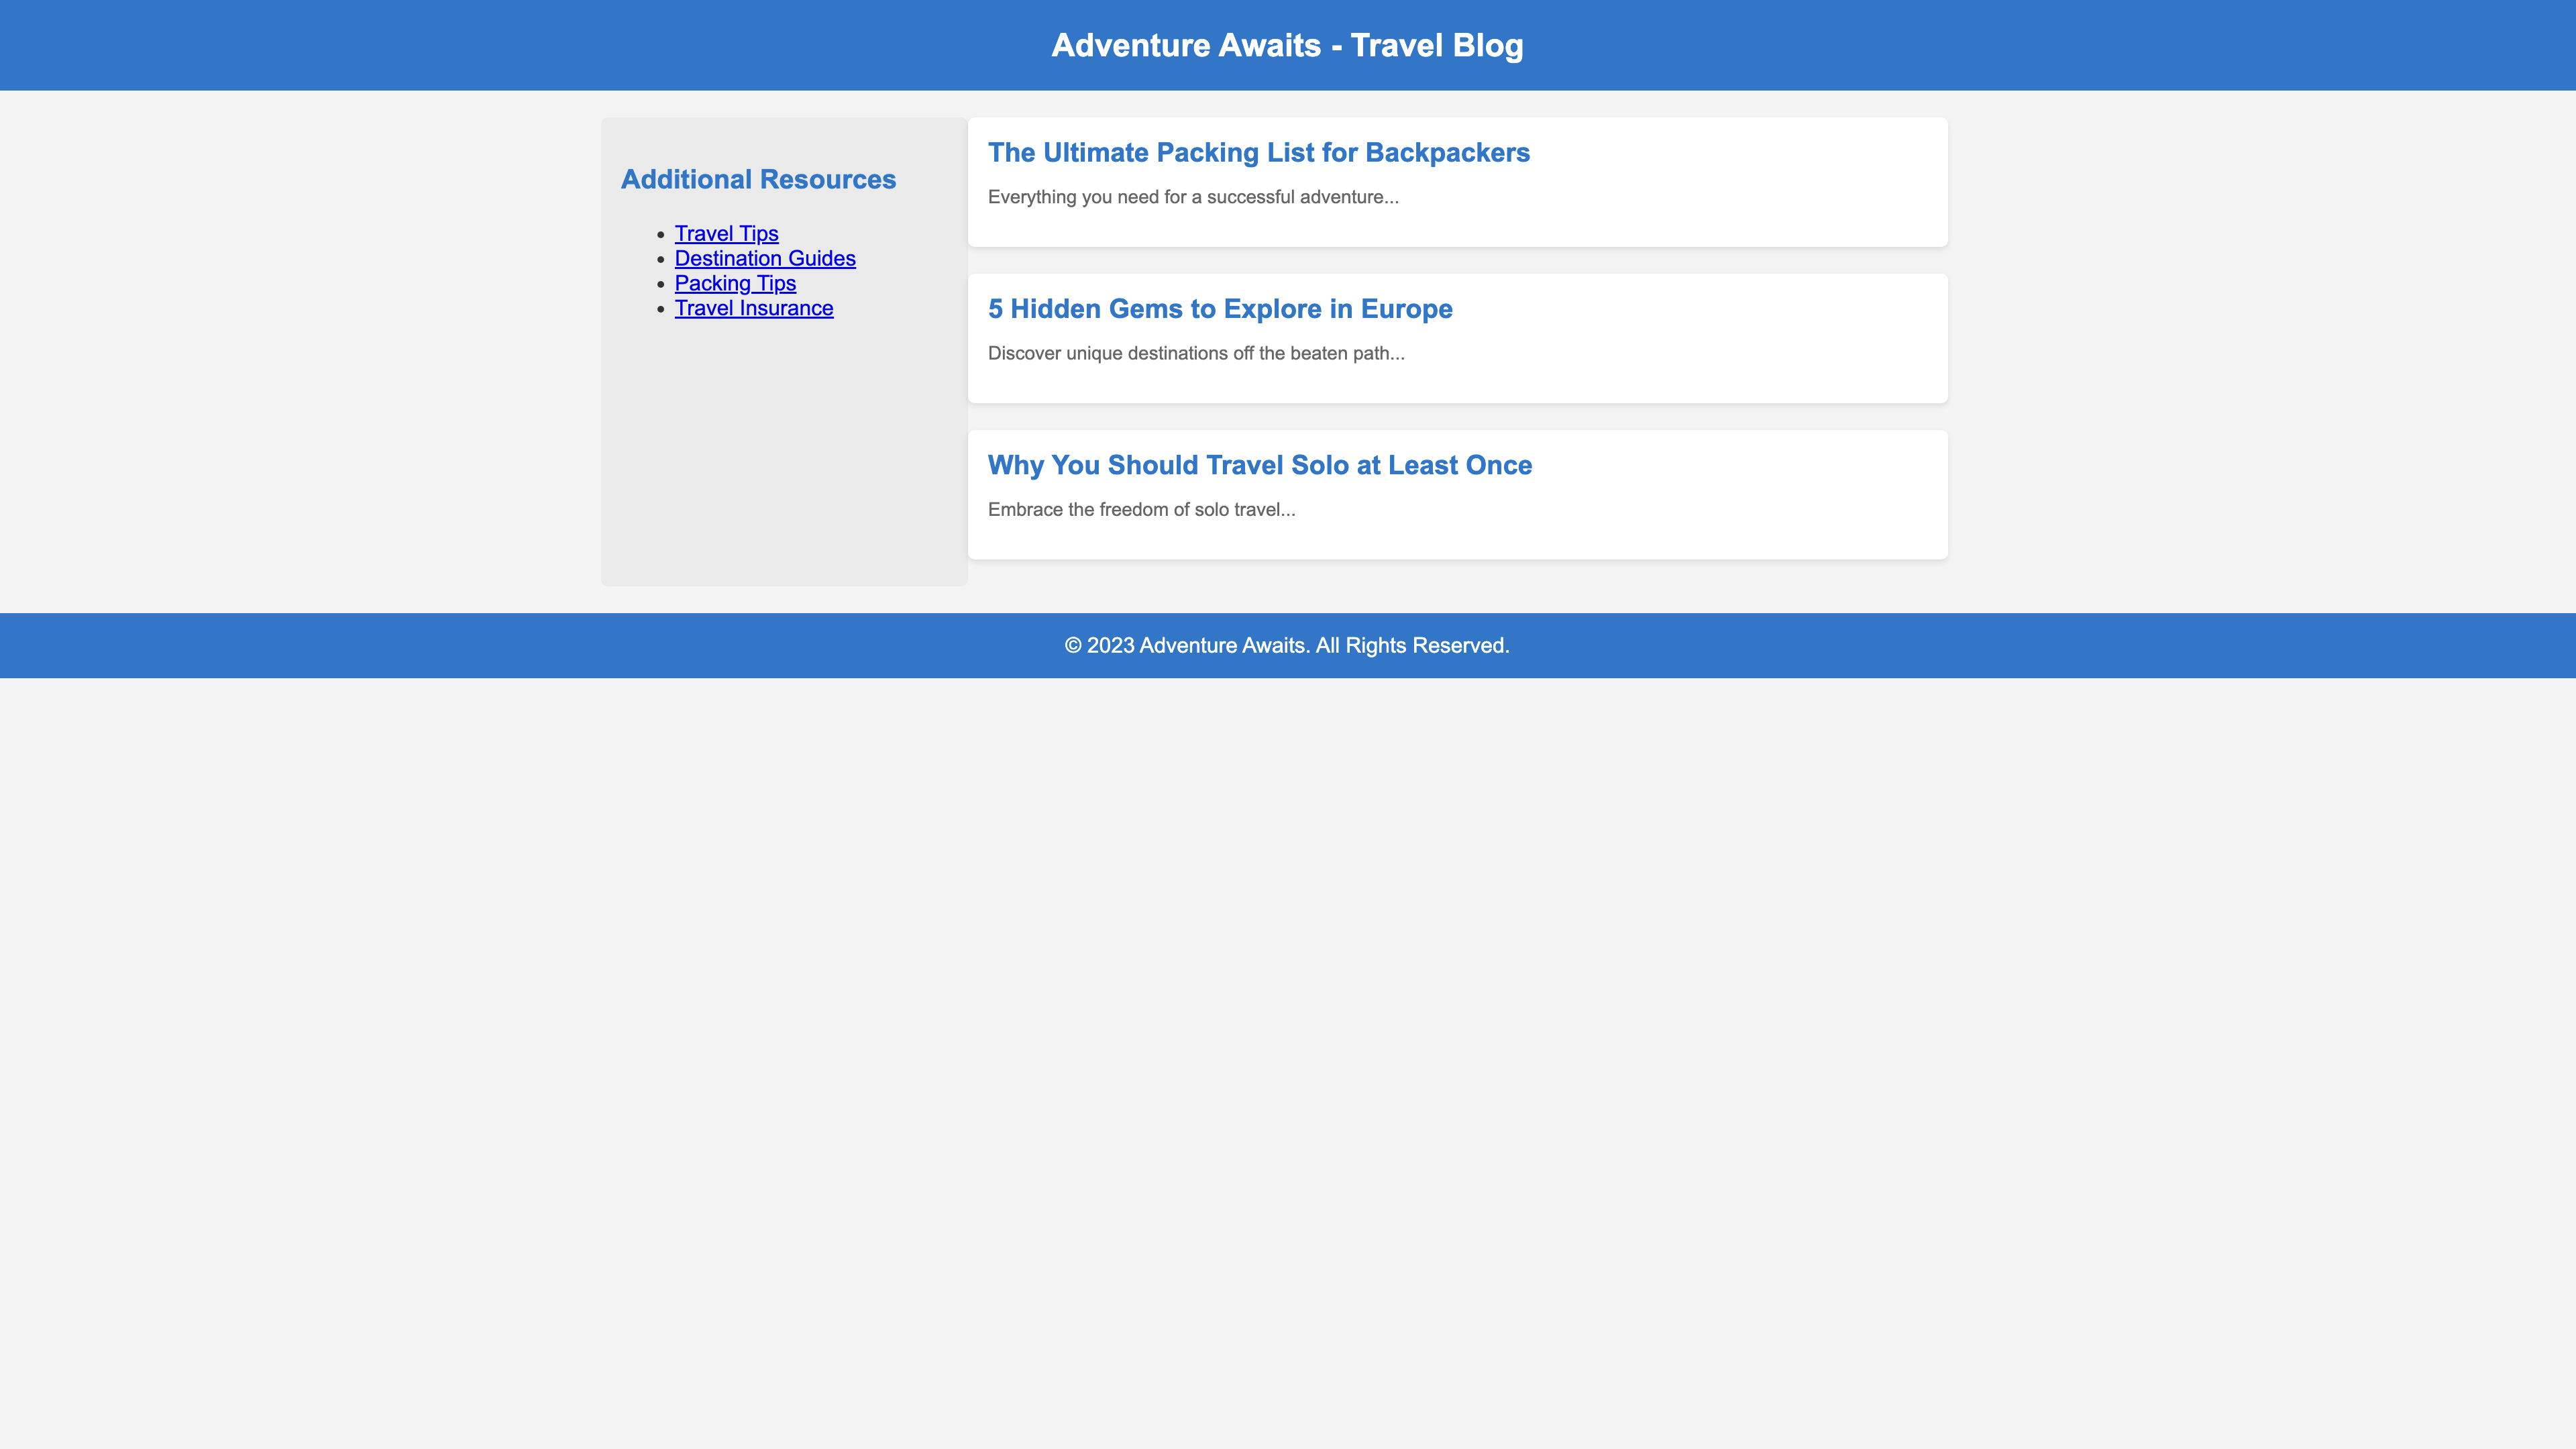 Adventure Awaits - Travel Blog
Additional Resources
Travel Tips
Destination Guides
Packing Tips
Travel Insurance
The Ultimate Packing List for Backpackers
Everything you need for a successful adventure...
5 Hidden Gems to Explore in Europe
Discover unique destinations off the beaten path...
Why You Should Travel Solo at Least Once
Embrace the freedom of solo travel...
© 2023 Adventure Awaits. All Rights Reserved.